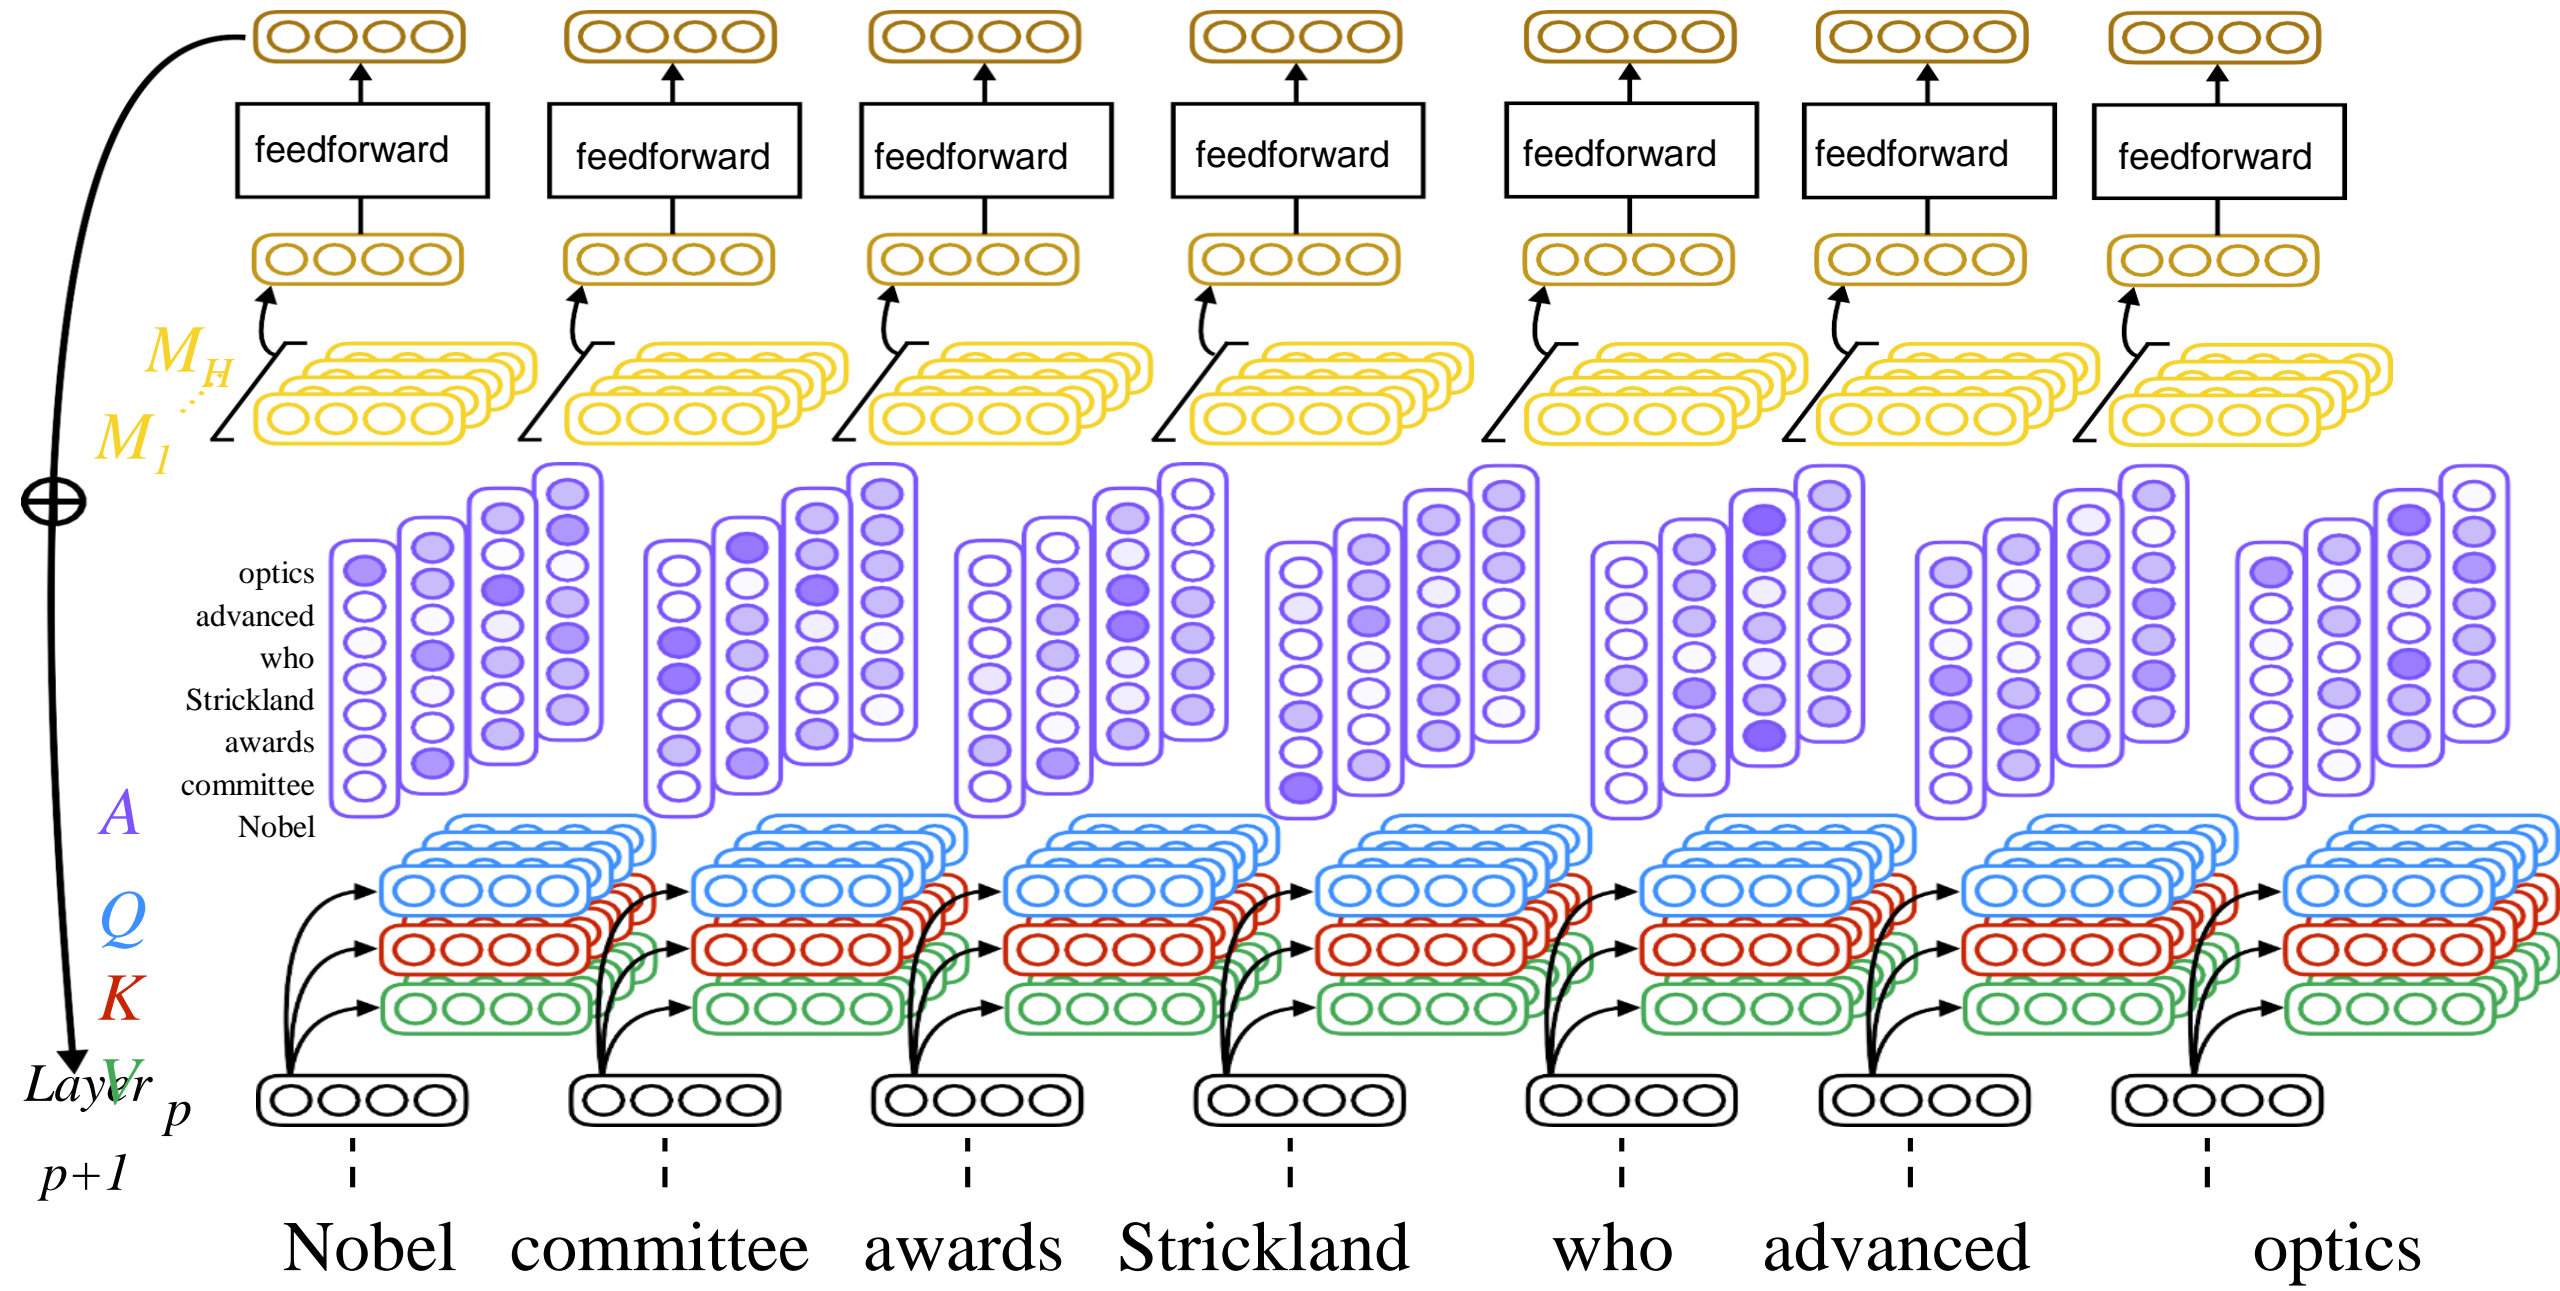 feedforward feedforward feedforward feedforward feedforward feedforward feedforward
M_H
M_1
optics
advanced
who
Strickland
awards
committee
Nobel
A
Q
K
V
Layer p
p+1
Nobel committee awards Strickland who advanced optics